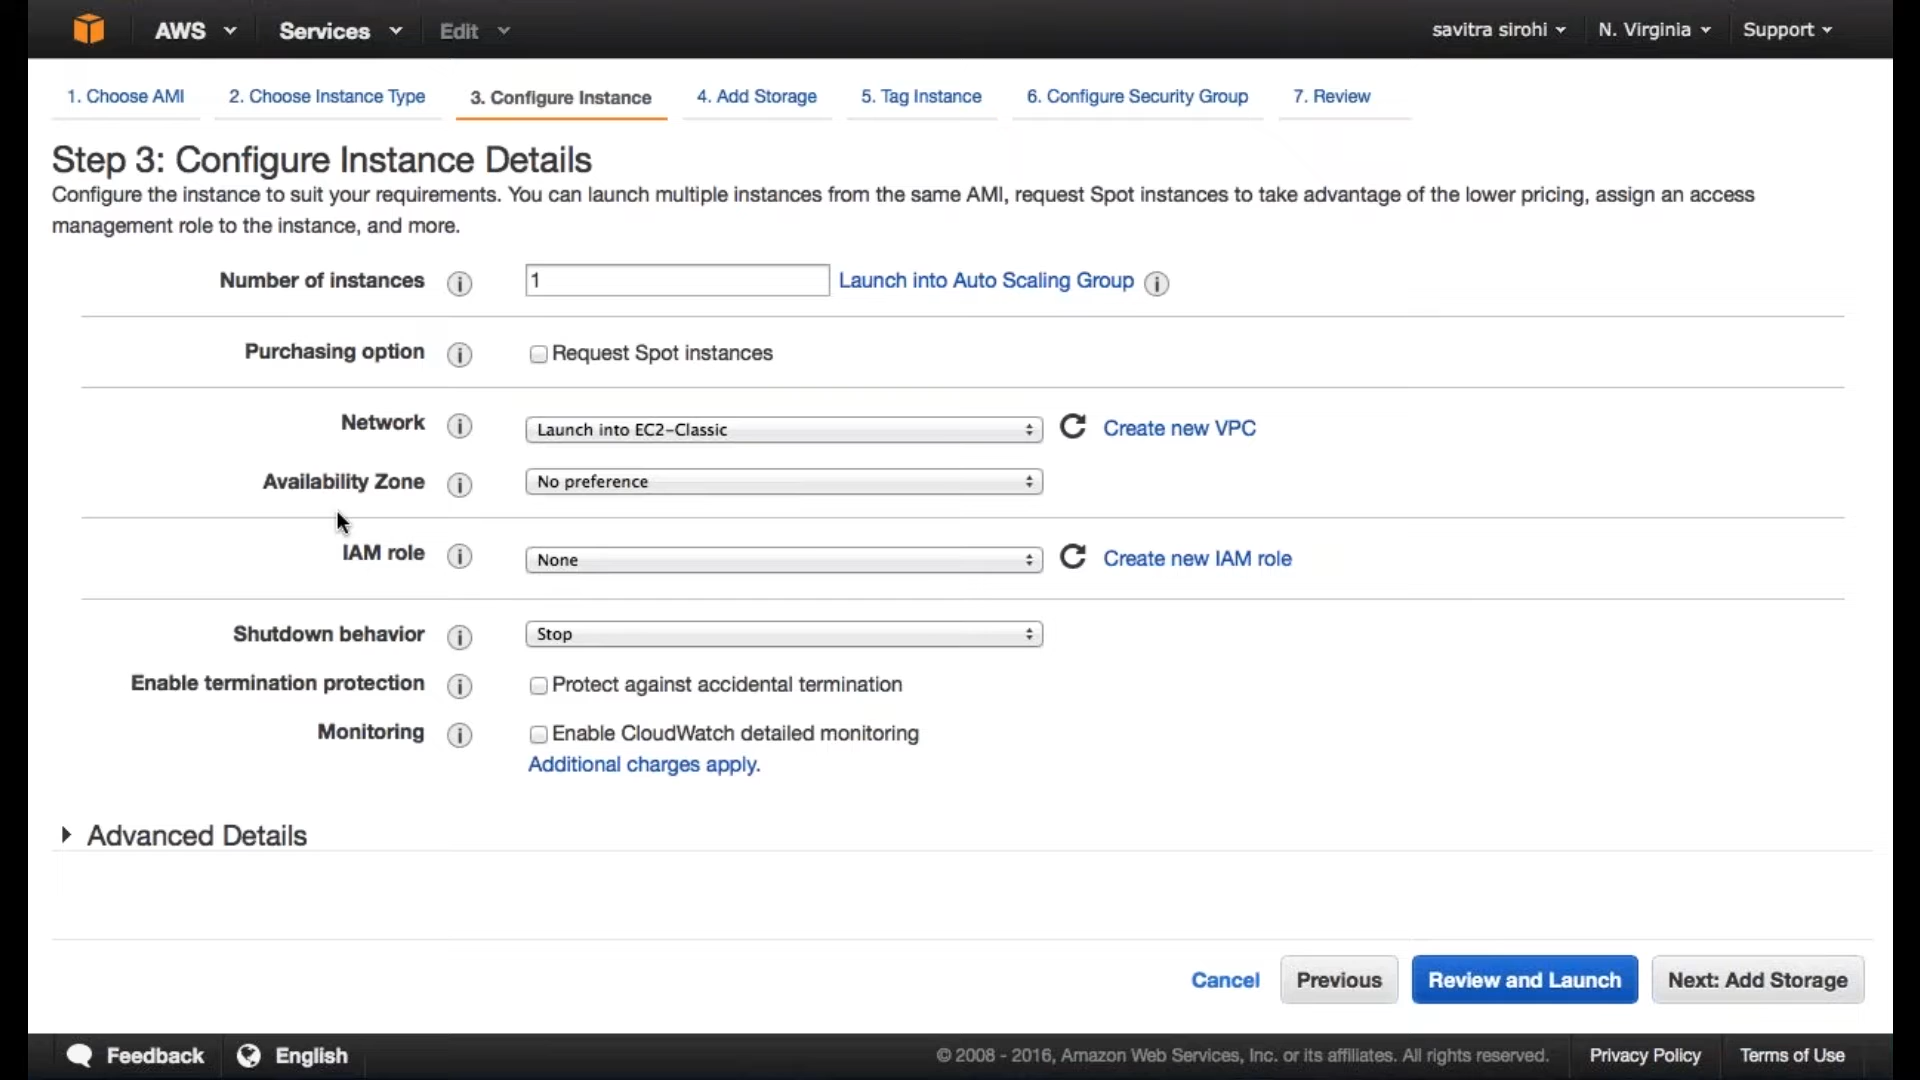 AWS Services Edit savitra sirohi N. Virginia Support
1. Choose AMI 2. Choose Instance Type 3. Configure Instance 4. Add Storage 5. Tag Instance 6. Configure Security Group 7. Review
Step 3: Configure Instance Details
Configure the instance to suit your requirements. You can launch multiple instances from the same AMI, request Spot instances to take advantage of the lower pricing, assign an access
management role to the instance, and more.
Number of instances i 1 Launch into Auto Scaling Group i
Purchasing option i Request Spot instances
Network i Launch into EC2-Classic Create new VPC
Availability Zone i No preference
IAM role i None Create new IAM role
Shutdown behavior i Stop
Enable termination protection i Protect against accidental termination
Monitoring i Enable CloudWatch detailed monitoring
Additional charges apply.
Advanced Details
Cancel Previous Review and Launch Next: Add Storage
Feedback English © 2008 - 2016, Amazon Web Services, Inc. or its affiliates. All rights reserved. Privacy Policy Terms of Use